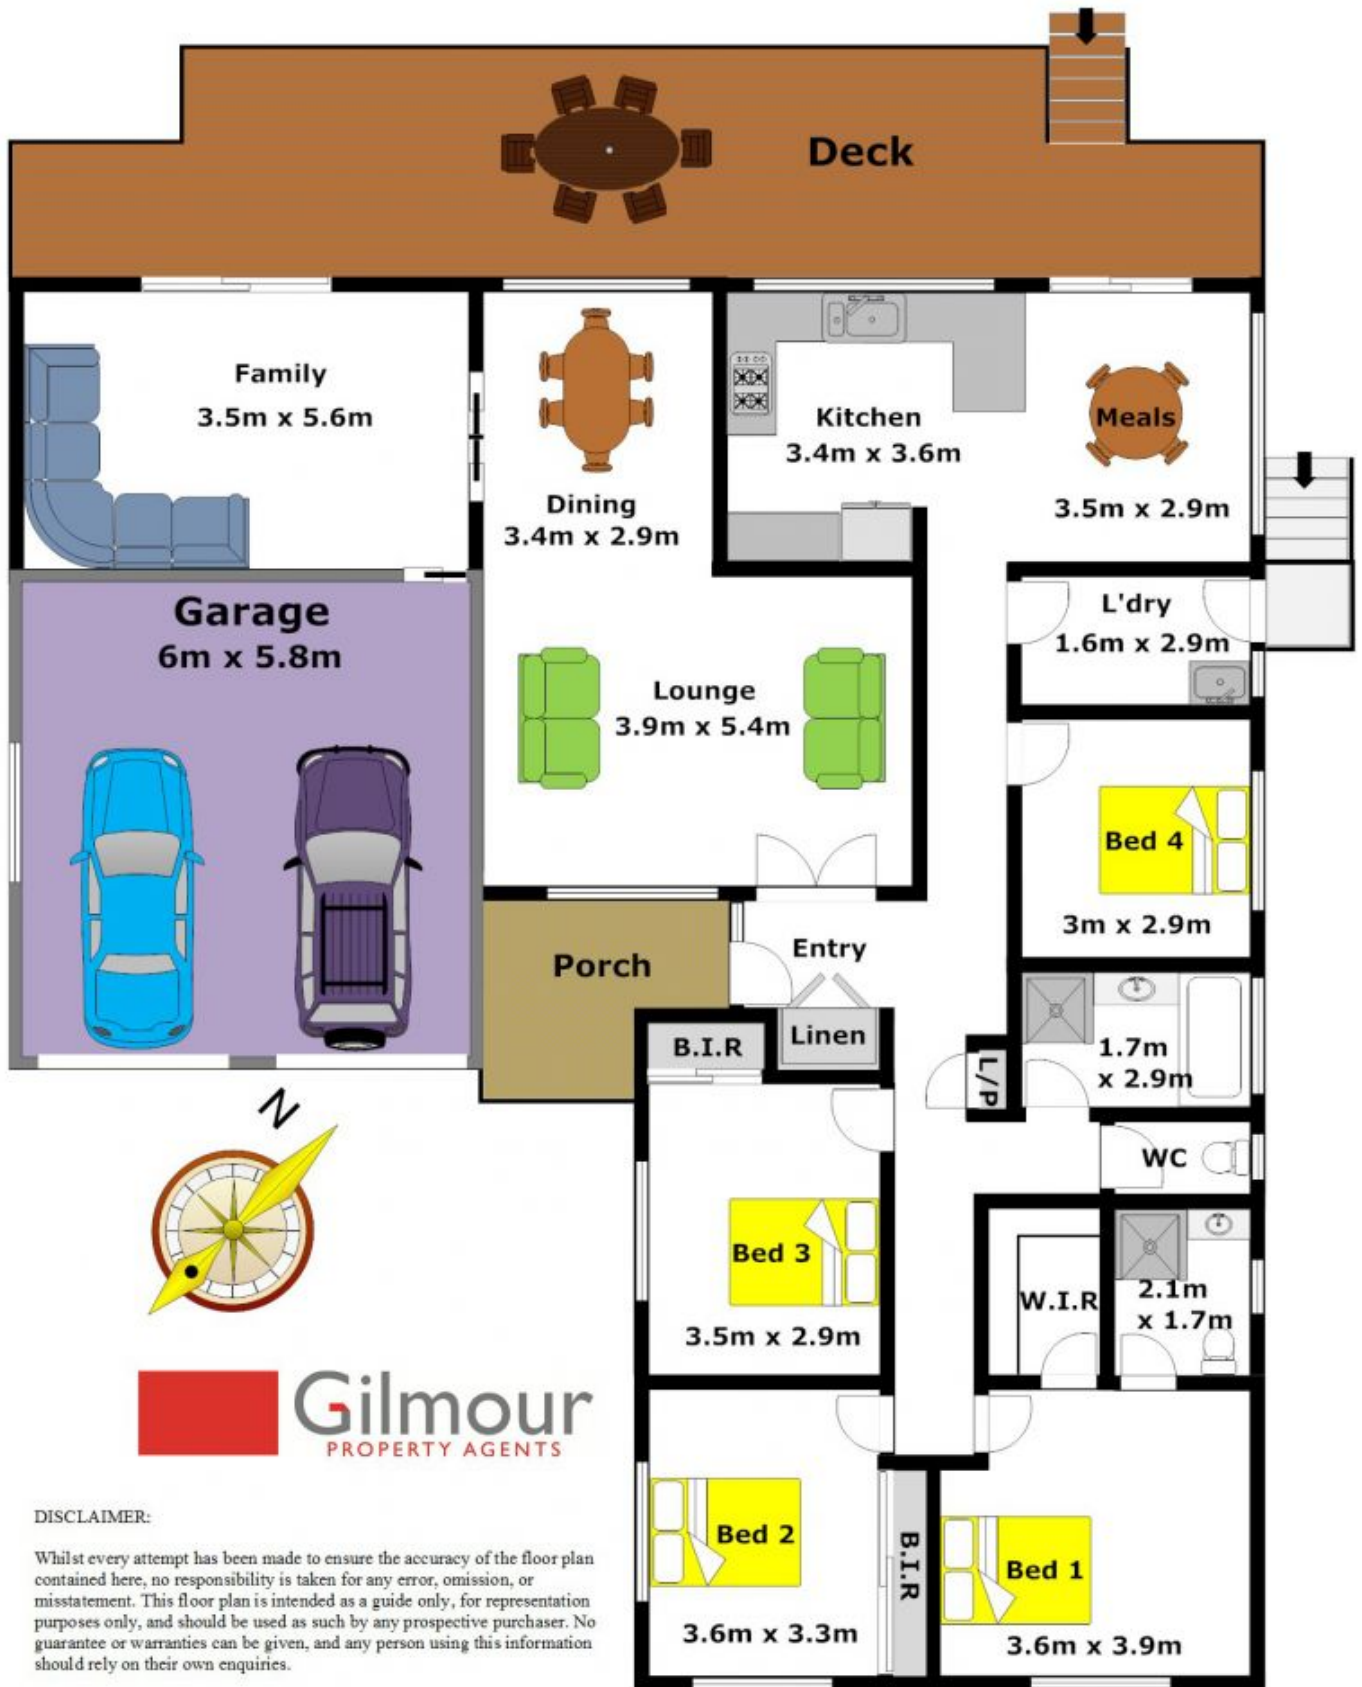 Deck
Family
3.5m x 5.6m
Dining
3.4m x 2.9m
Kitchen
3.4m x 3.6m
Meals
3.5m x 2.9m
Garage
6m x 5.8m
L'dry
1.6m x 2.9m
Lounge
3.9m x 5.4m
Bed 4
3m x 2.9m
Porch
Entry
Linen
B.I.R
L/P
1.7m
x 2.9m
WC
N
Bed 3
3.5m x 2.9m
W.I.R
2.1m
x 1.7m
Gilmour
PROPERTY AGENTS
Bed 2
3.6m x 3.3m
B.I.R
Bed 1
3.6m x 3.9m
DISCLAIMER:
Whilst every attempt has been made to ensure the accuracy of the floor plan
contained here, no responsibility is taken for any error, omission, or
misstatement. This floor plan is intended as a guide only, for representation
purposes only, and should be used as such by any prospective purchaser. No
guarantee or warranties can be given, and any person using this information
should rely on their own enquiries.